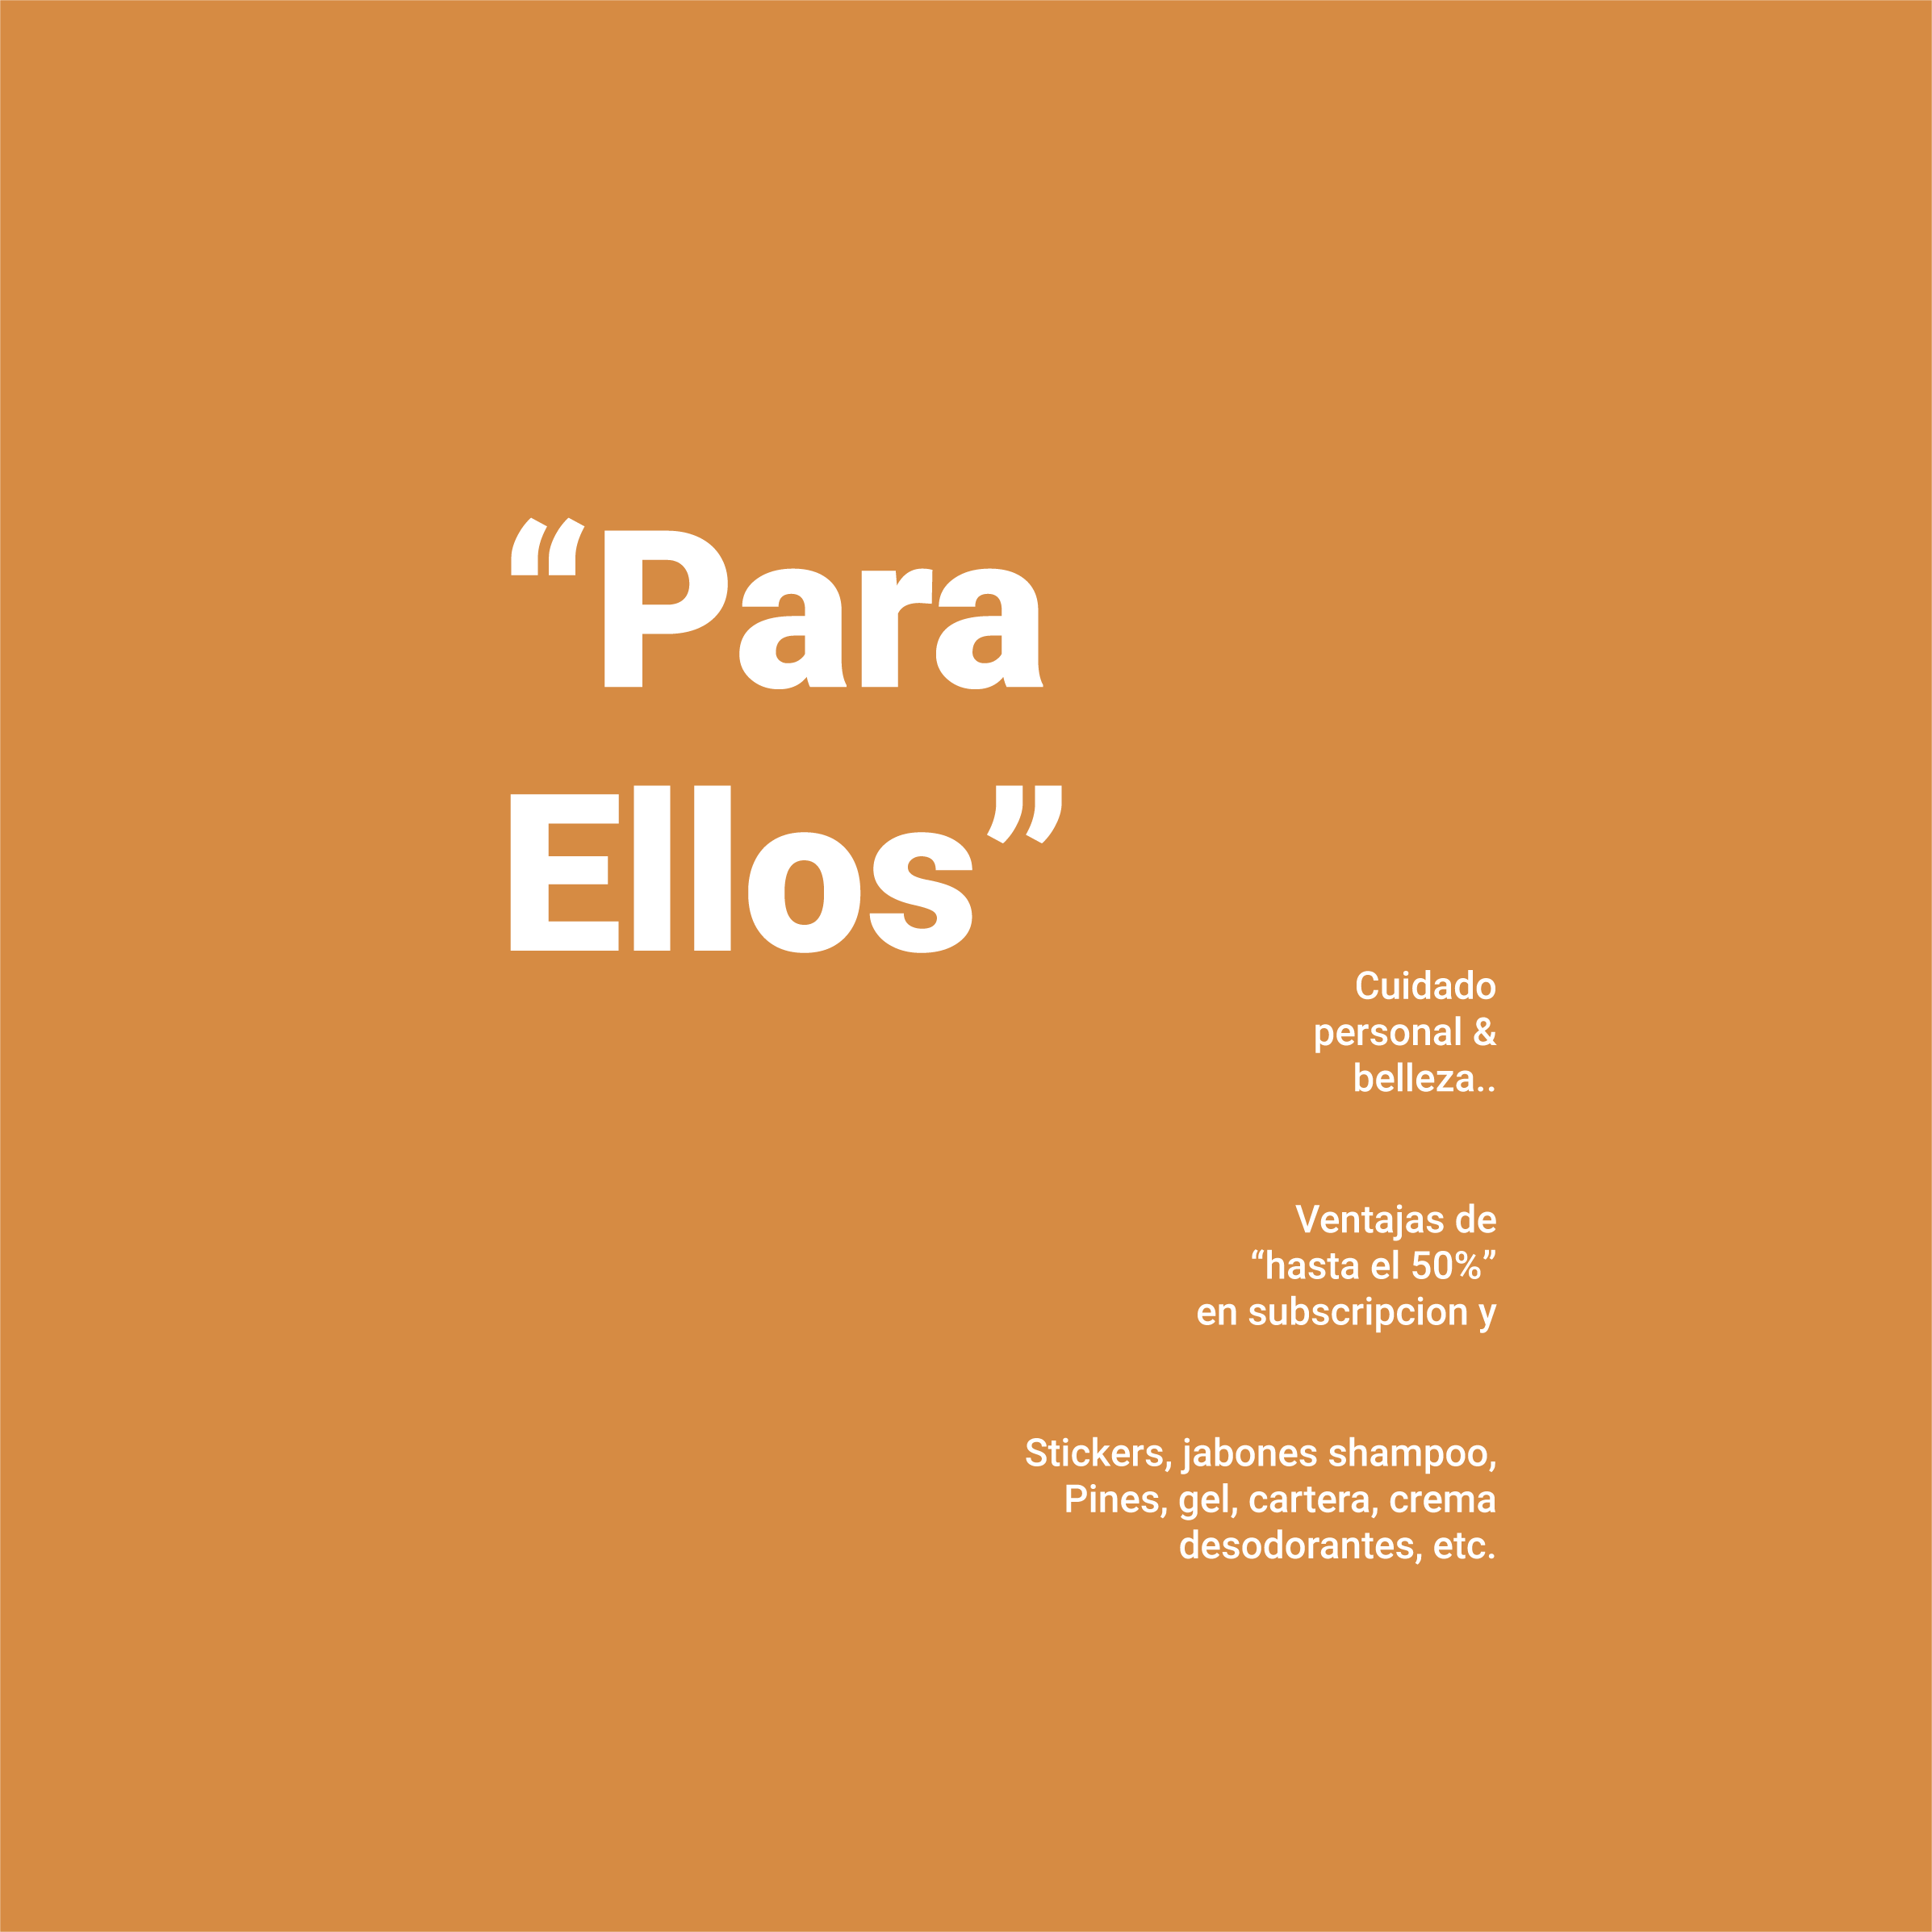 “Para
Ellos”
Cuidado
personal &
belleza..
Ventajas de
“hasta el 50%”
en subscripcion y
Stickers, jabones shampoo,
Pines, gel, cartera, crema
desodorantes, etc.